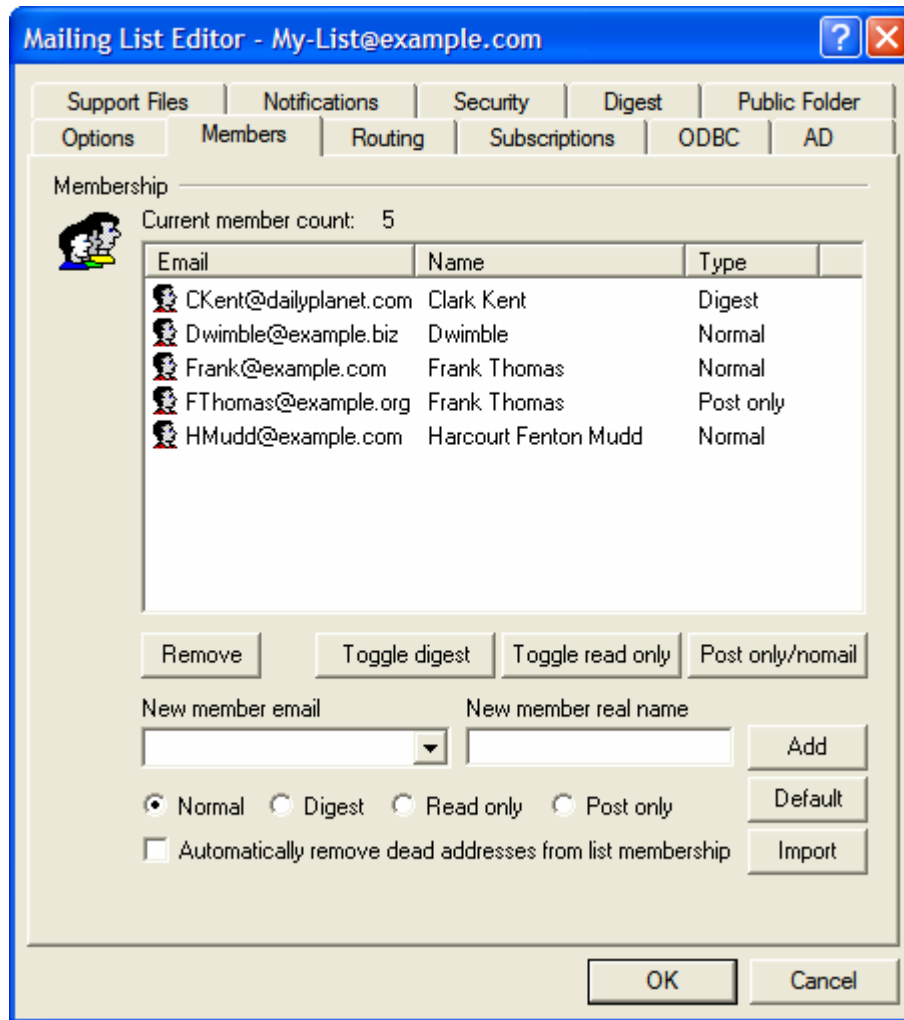 Mailing List Editor - My-List@example.com
Support Files Notifications Security Digest Public Folder
Options Members Routing Subscriptions ODBC AD
Membership
Current member count: 5
Email Name Type
CKent@dailyplanet.com Clark Kent Digest
Dwimble@example.biz Dwimble Normal
Frank@example.com Frank Thomas Normal
FThomas@example.org Frank Thomas Post only
HMudd@example.com Harcourt Fenton Mudd Normal
Remove Toggle digest Toggle read only Post only/nomail
New member email New member real name
Add
Normal Digest Read only Post only Default
Automatically remove dead addresses from list membership Import
OK Cancel